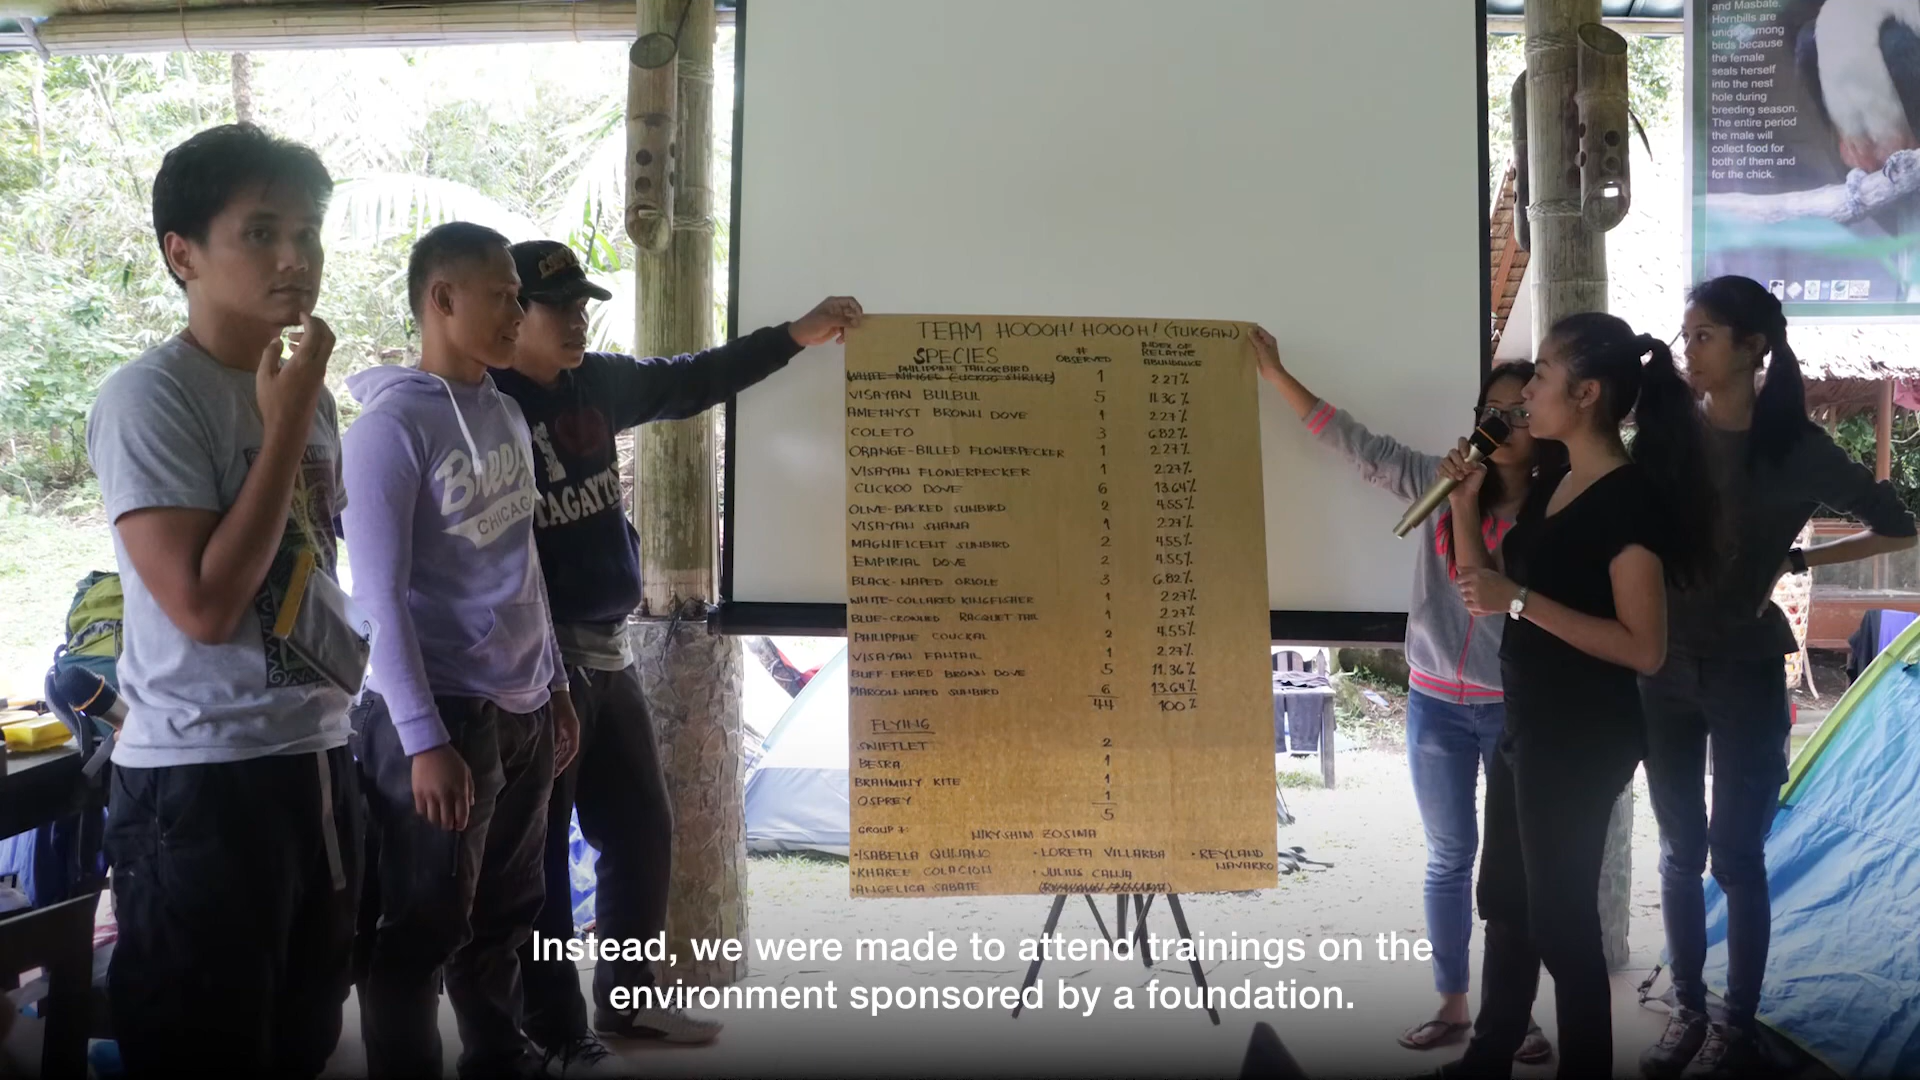 and Masbate.
Hornbills are
unique among
birds because
the female
seals herself
into the nest
hole during
breeding season.
The entire period
the male will
collect food for
both of them and
for the chick.
TEAM HOOOH! HOOOH! (TUKGAW)
SPECIES # OBSERVED INDEX OF RELATIVE ABUNDANCE
PHILIPPINE TAILORBIRD
WHITE-WINGED (CUCKOO SHRIKE) 1 2.27%
VISAYAN BULBUL 5 11.36%
AMETHYST BROWN DOVE 1 2.27%
COLETO 3 6.82%
ORANGE-BILLED FLOWERPECKER 1 2.27%
VISAYAN FLOWERPECKER 1 2.27%
CUCKOO DOVE 6 13.64%
OLIVE-BACKED SUNBIRD 2 4.55%
VISAYAN SHAMA 1 2.27%
MAGNIFICENT SUNBIRD 2 4.55%
EMPIRIAL DOVE 2 4.55%
BLACK-NAPED ORIOLE 3 6.82%
WHITE-COLLARED KINGFISHER 1 2.27%
BLUE-CROWNED RACQUET-TAIL 1 2.27%
PHILIPPINE COUCKAL 2 4.55%
VISAYAN FANTAIL 1 2.27%
BUFF-EARED BROWN DOVE 5 11.36%
MAROON-NAPED SUNBIRD 6 13.64%
44 100%
FLYING
SWIFTLET 2
BESRA 1
BRAHMINY KITE 1
OSPREY 1
5
GROUP 7: NIKYSHIM ZOSIMA
•ISABELLA QUIJANO •LORETA VILLARBA •REYLAND NAVARRO
•KHAREL COLACION •JULIUS CALLIA
•ANGELICA SABATE
Breezy
CHICAG
TAGAYTA
Instead, we were made to attend trainings on the
environment sponsored by a foundation.